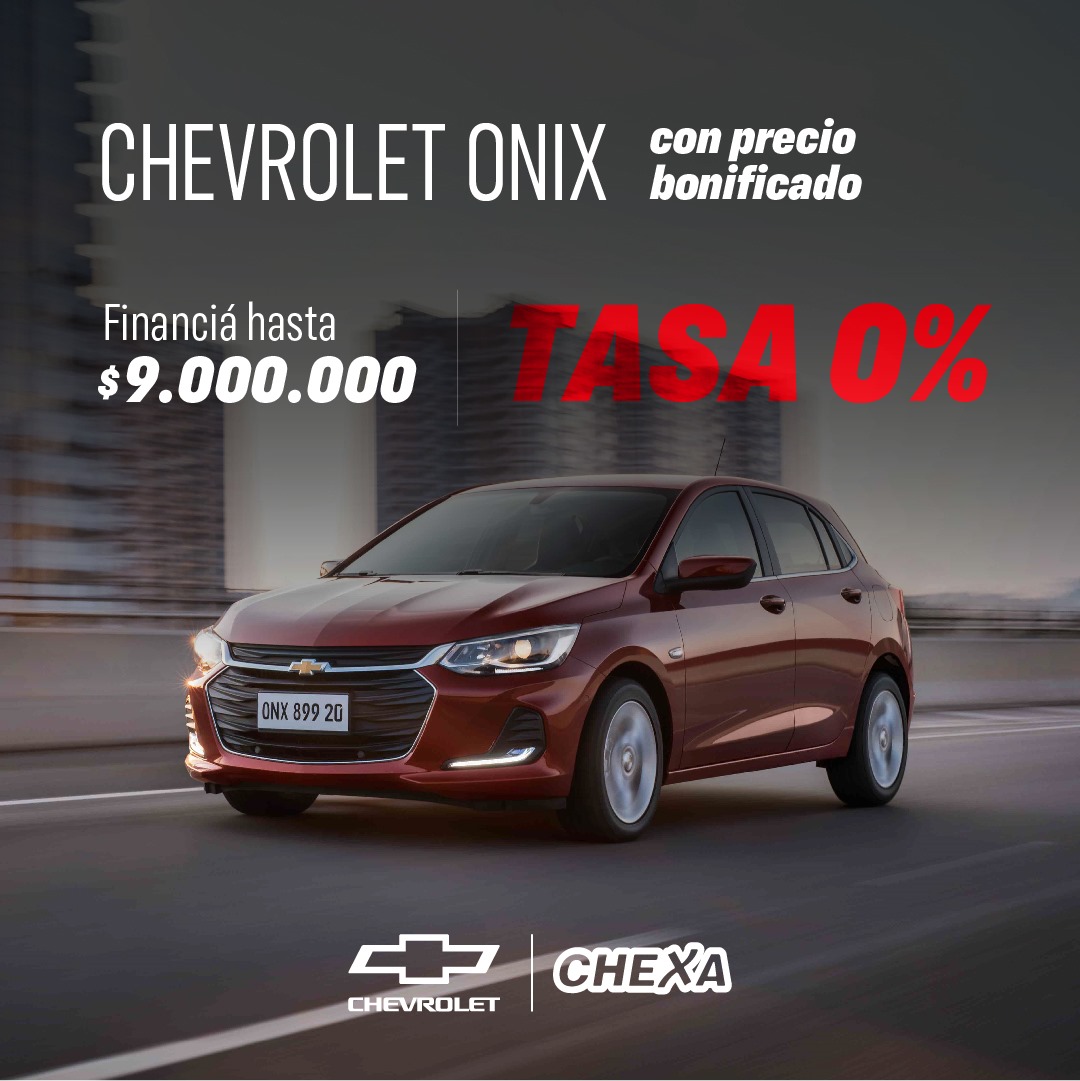 CHEVROLET ONIX
con precio
bonificado
Financiá hasta
$9.000.000
TASA 0%
ONX 899 20
CHEVROLET
CHEXA